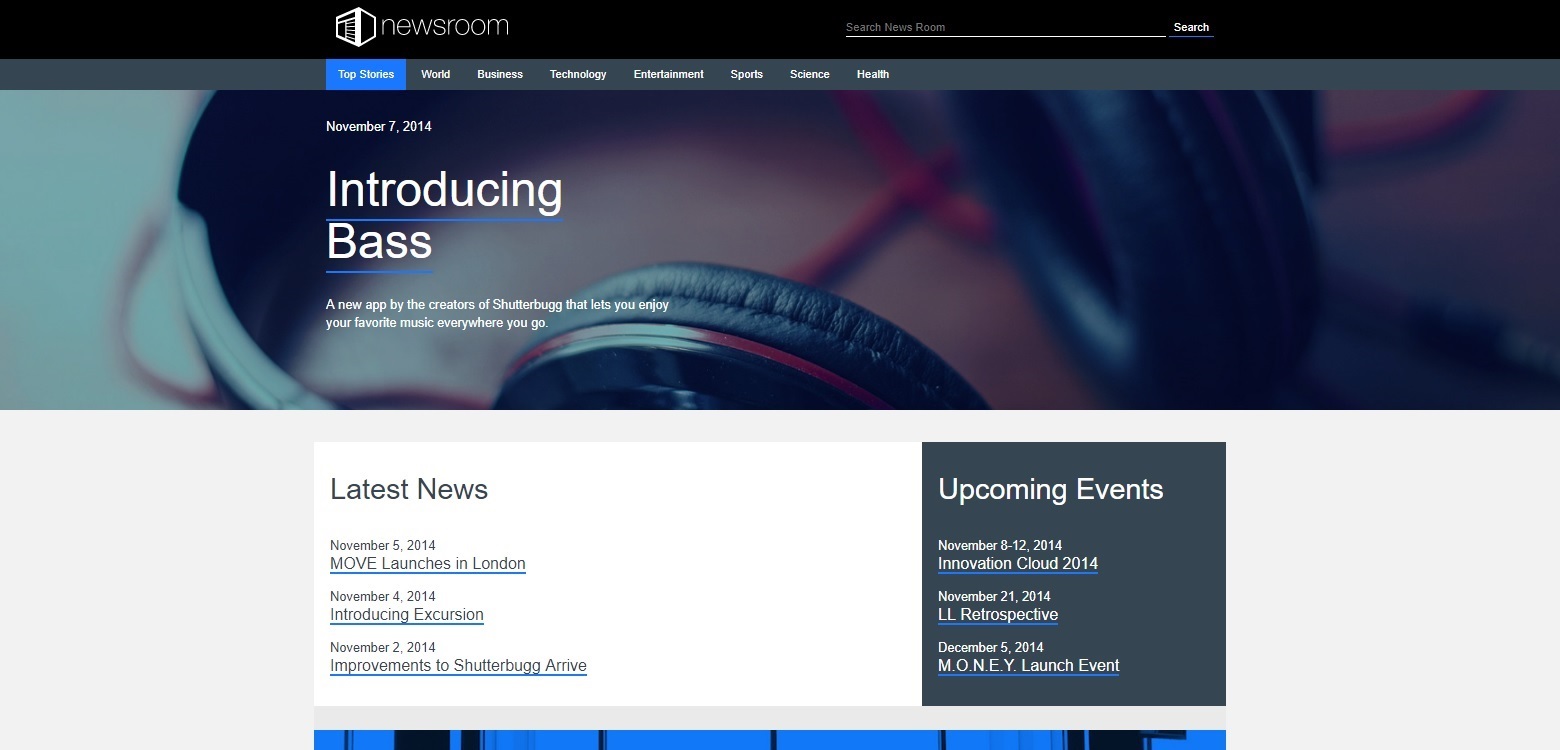 newsroom
Search News Room
Search
Top Stories World Business Technology Entertainment Sports Science Health
November 7, 2014
Introducing
Bass
A new app by the creators of Shutterbugg that lets you enjoy
your favorite music everywhere you go.
Latest News
November 5, 2014
MOVE Launches in London
November 4, 2014
Introducing Excursion
November 2, 2014
Improvements to Shutterbugg Arrive
Upcoming Events
November 8-12, 2014
Innovation Cloud 2014
November 21, 2014
LL Retrospective
December 5, 2014
M.O.N.E.Y. Launch Event